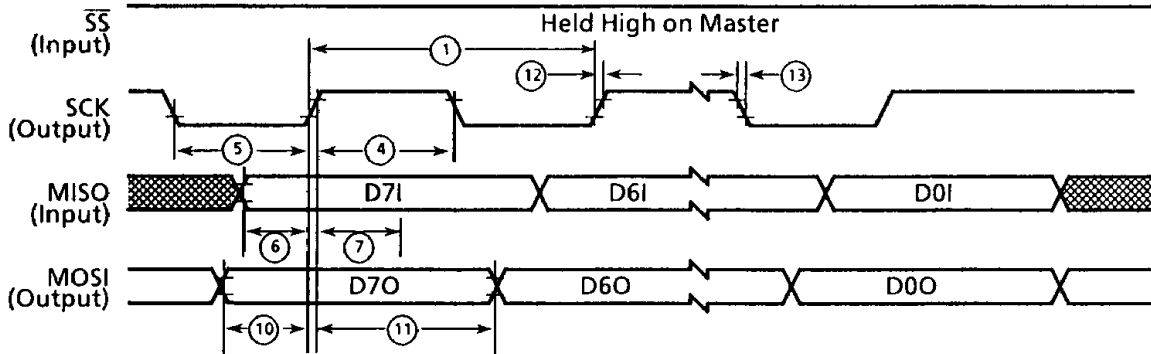 SS
(Input)
Held High on Master
1
12
13
SCK
(Output)
5
4
MISO
(Input)
D7I
D6I
D0I
6
7
MOSI
(Output)
D7O
D6O
D0O
10
11